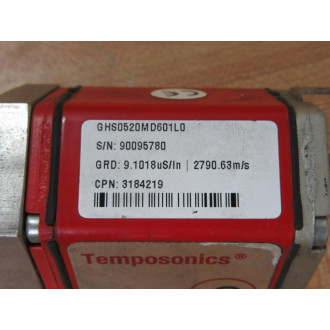 GHS0520MD601L0
S/N: 90095780
GRD: 9.1018uS/In | 2790.63m/s
CPN: 3184219
Temposonics®